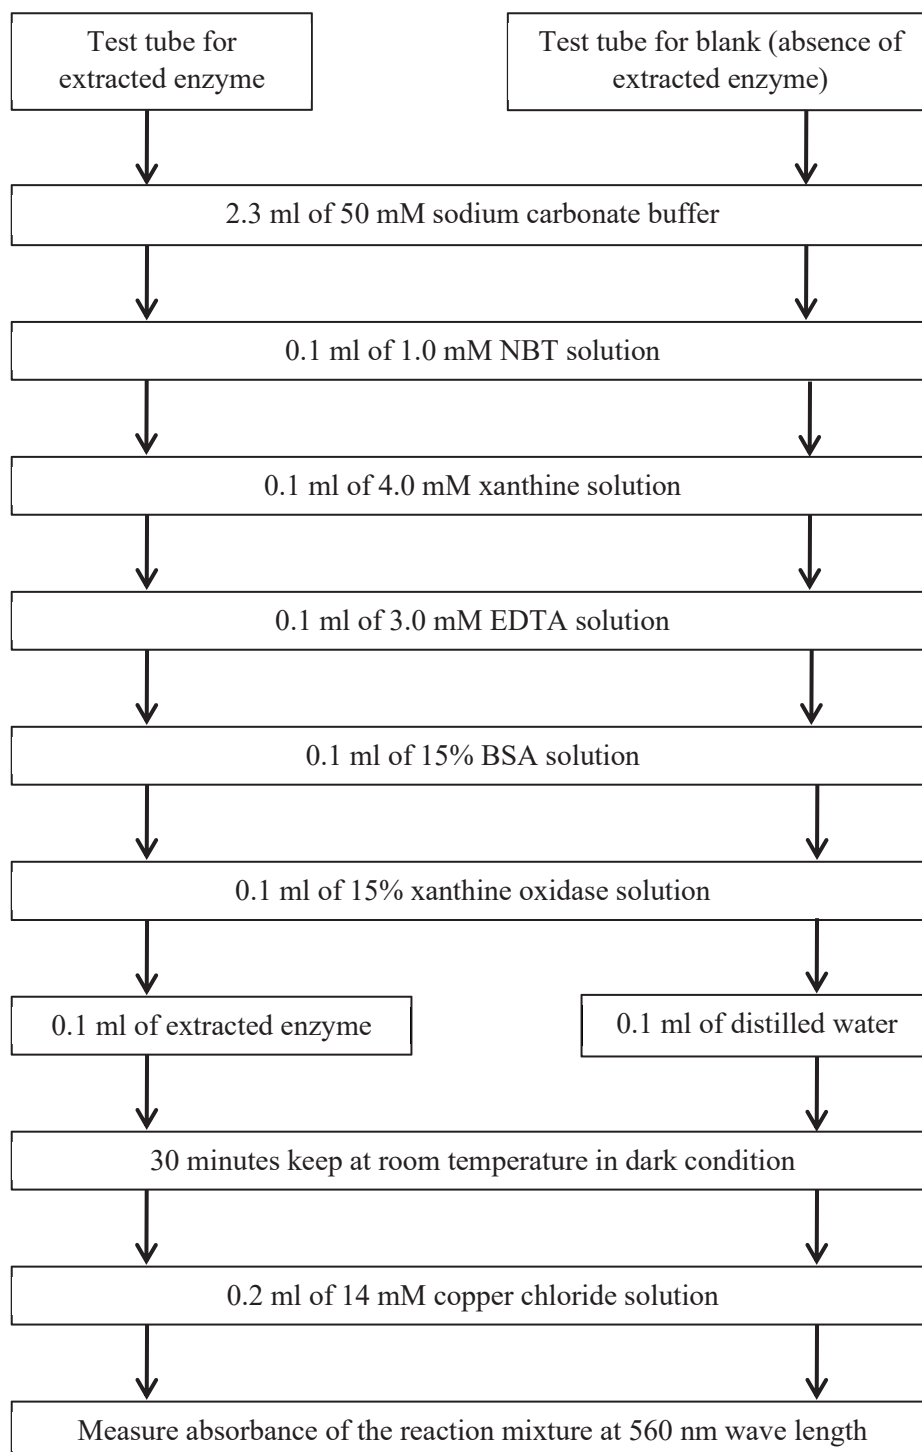 Test tube for
extracted enzyme
Test tube for blank (absence of
extracted enzyme)
2.3 ml of 50 mM sodium carbonate buffer
0.1 ml of 1.0 mM NBT solution
0.1 ml of 4.0 mM xanthine solution
0.1 ml of 3.0 mM EDTA solution
0.1 ml of 15% BSA solution
0.1 ml of 15% xanthine oxidase solution
0.1 ml of extracted enzyme
0.1 ml of distilled water
30 minutes keep at room temperature in dark condition
0.2 ml of 14 mM copper chloride solution
Measure absorbance of the reaction mixture at 560 nm wave length